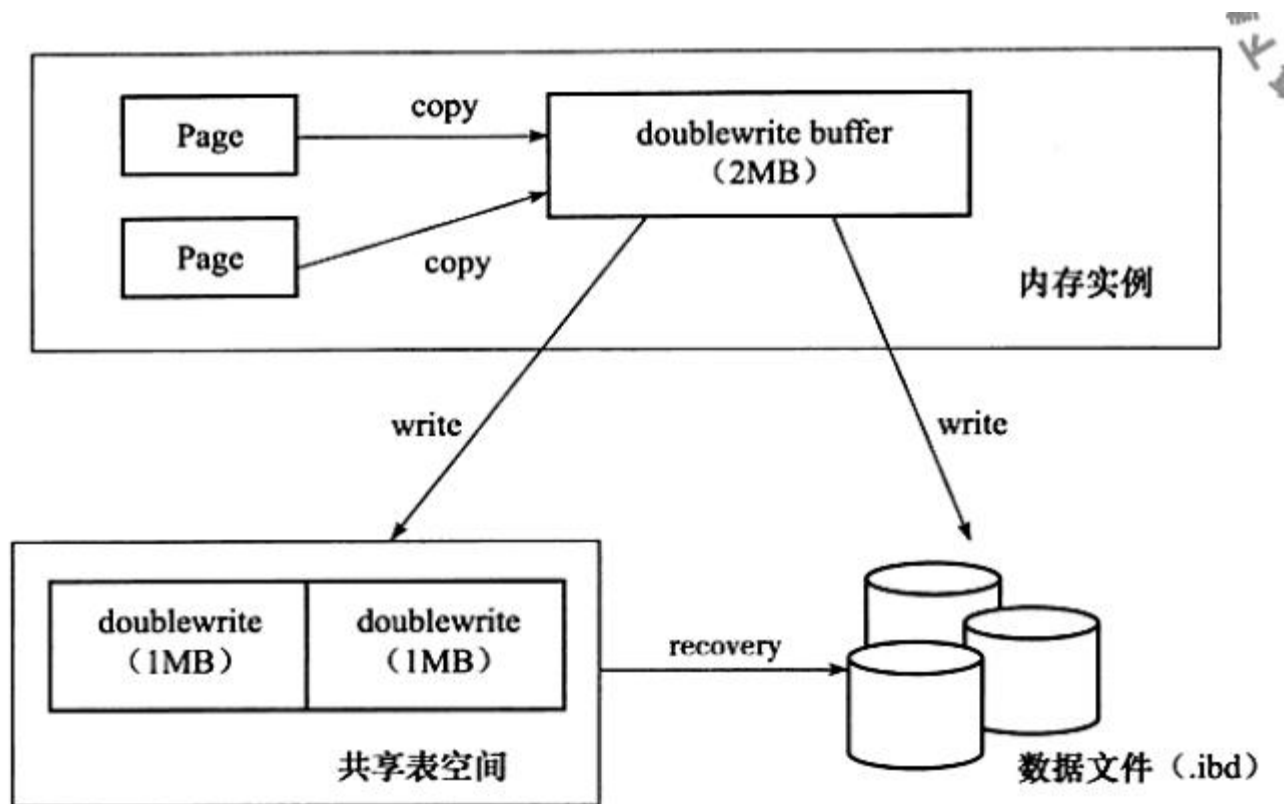 Page
copy
doublewrite buffer
（2MB）
Page
copy
内存实例
write
write
doublewrite
（1MB）
doublewrite
（1MB）
recovery
共享表空间
数据文件（.ibd）